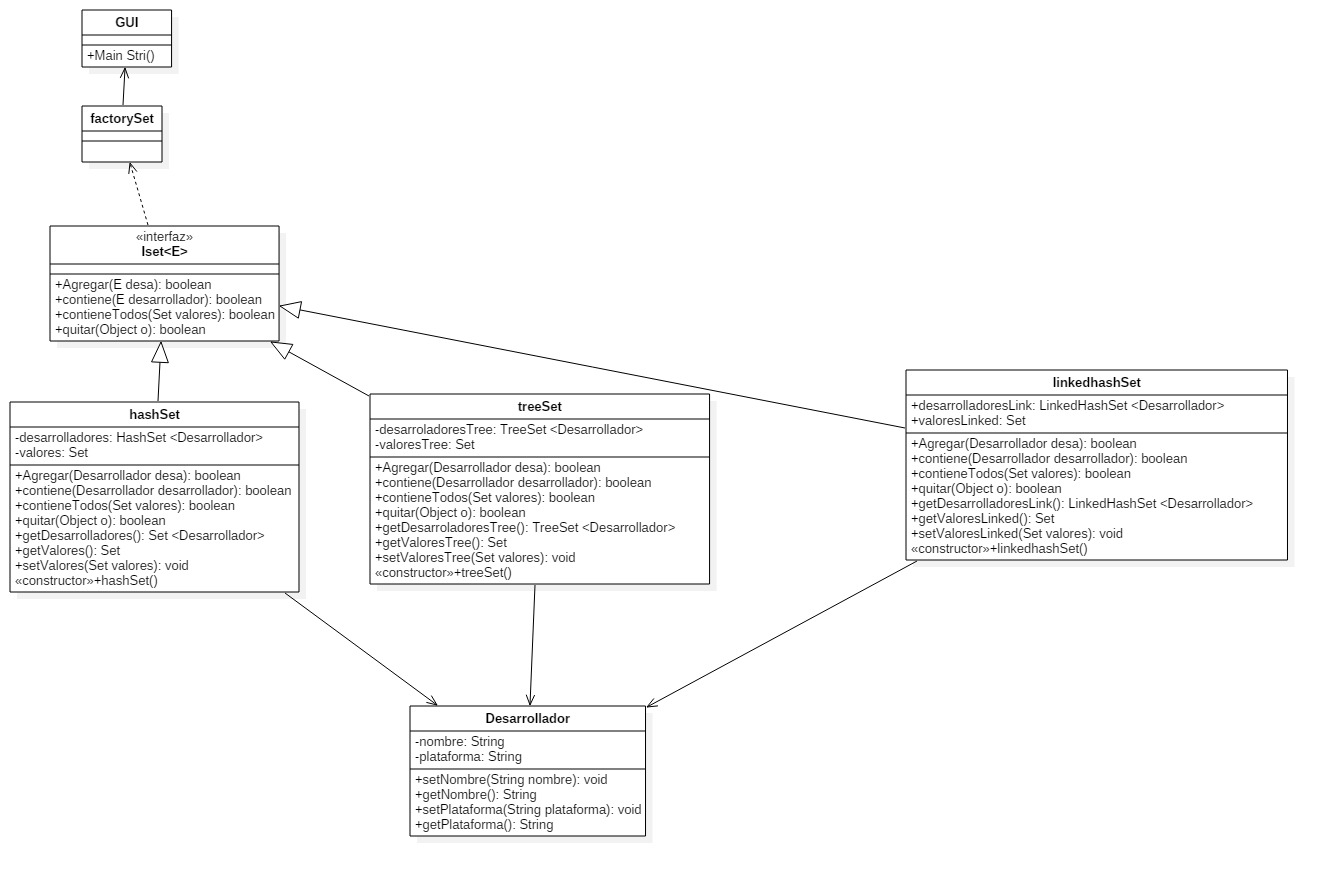 GUI
+Main Stri()
factorySet
«interfaz»
Iset<E>
+Agregar(E desa): boolean
+contiene(E desarrollador): boolean
+contieneTodos(Set valores): boolean
+quitar(Object o): boolean
hashSet
-desarrolladores: HashSet <Desarrollador>
-valores: Set
+Agregar(Desarrollador desa): boolean
+contiene(Desarrollador desarrollador): boolean
+contieneTodos(Set valores): boolean
+quitar(Object o): boolean
+getDesarrolladores(): Set <Desarrollador>
+getValores(): Set
+setValores(Set valores): void
«constructor»+hashSet()
treeSet
-desarroladoresTree: TreeSet <Desarrollador>
-valoresTree: Set
+Agregar(Desarrollador desa): boolean
+contiene(Desarrollador desarrollador): boolean
+contieneTodos(Set valores): boolean
+quitar(Object o): boolean
+getDesarroladoresTree(): TreeSet <Desarrollador>
+getValoresTree(): Set
+setValoresTree(Set valores): void
«constructor»+treeSet()
linkedhashSet
+desarrolladoresLink: LinkedHashSet <Desarrollador>
+valoresLinked: Set
+Agregar(Desarrollador desa): boolean
+contiene(Desarrollador desarrollador): boolean
+contieneTodos(Set valores): boolean
+quitar(Object o): boolean
+getDesarrolladoresLink(): LinkedHashSet <Desarrollador>
+getValoresLinked(): Set
+setValoresLinked(Set valores): void
«constructor»+linkedhashSet()
Desarrollador
-nombre: String
-plataforma: String
+setNombre(String nombre): void
+getNombre(): String
+setPlataforma(String plataforma): void
+getPlataforma(): String